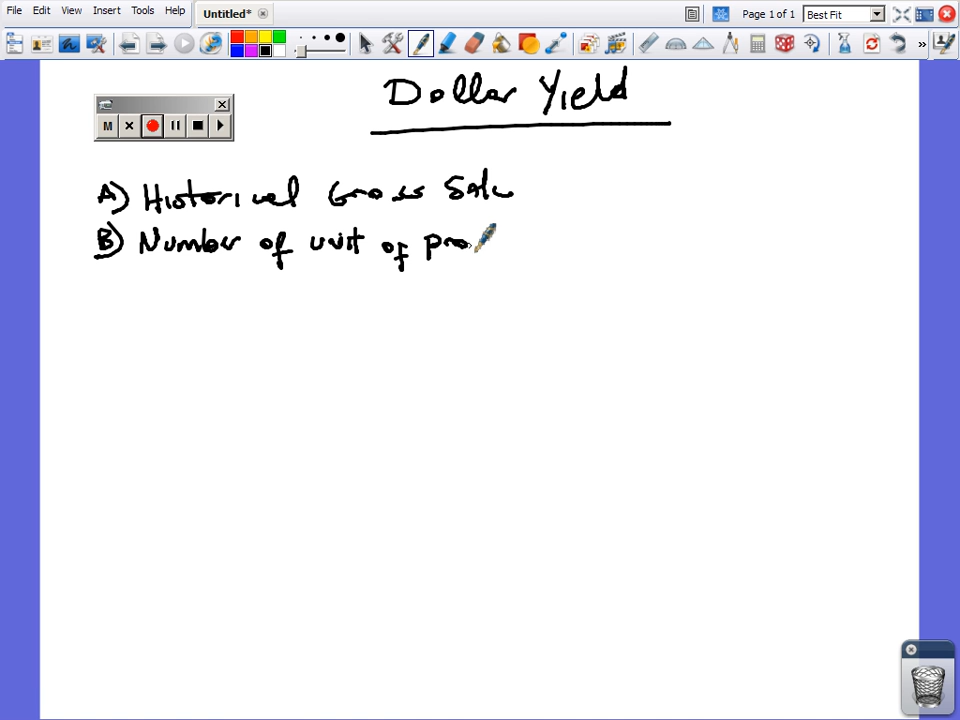 File Edit View Insert Tools Help Untitled* Page 1 of 1 Best Fit
M
Dollar Yield
A) Historical Gross Sale
B) Number of unit of pro